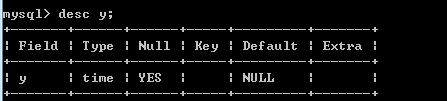 mysql> desc y;
+-------+------+------+-----+---------+-------+
| Field | Type | Null | Key | Default | Extra |
+-------+------+------+-----+---------+-------+
| y     | time | YES  |     | NULL    |       |
+-------+------+------+-----+---------+-------+